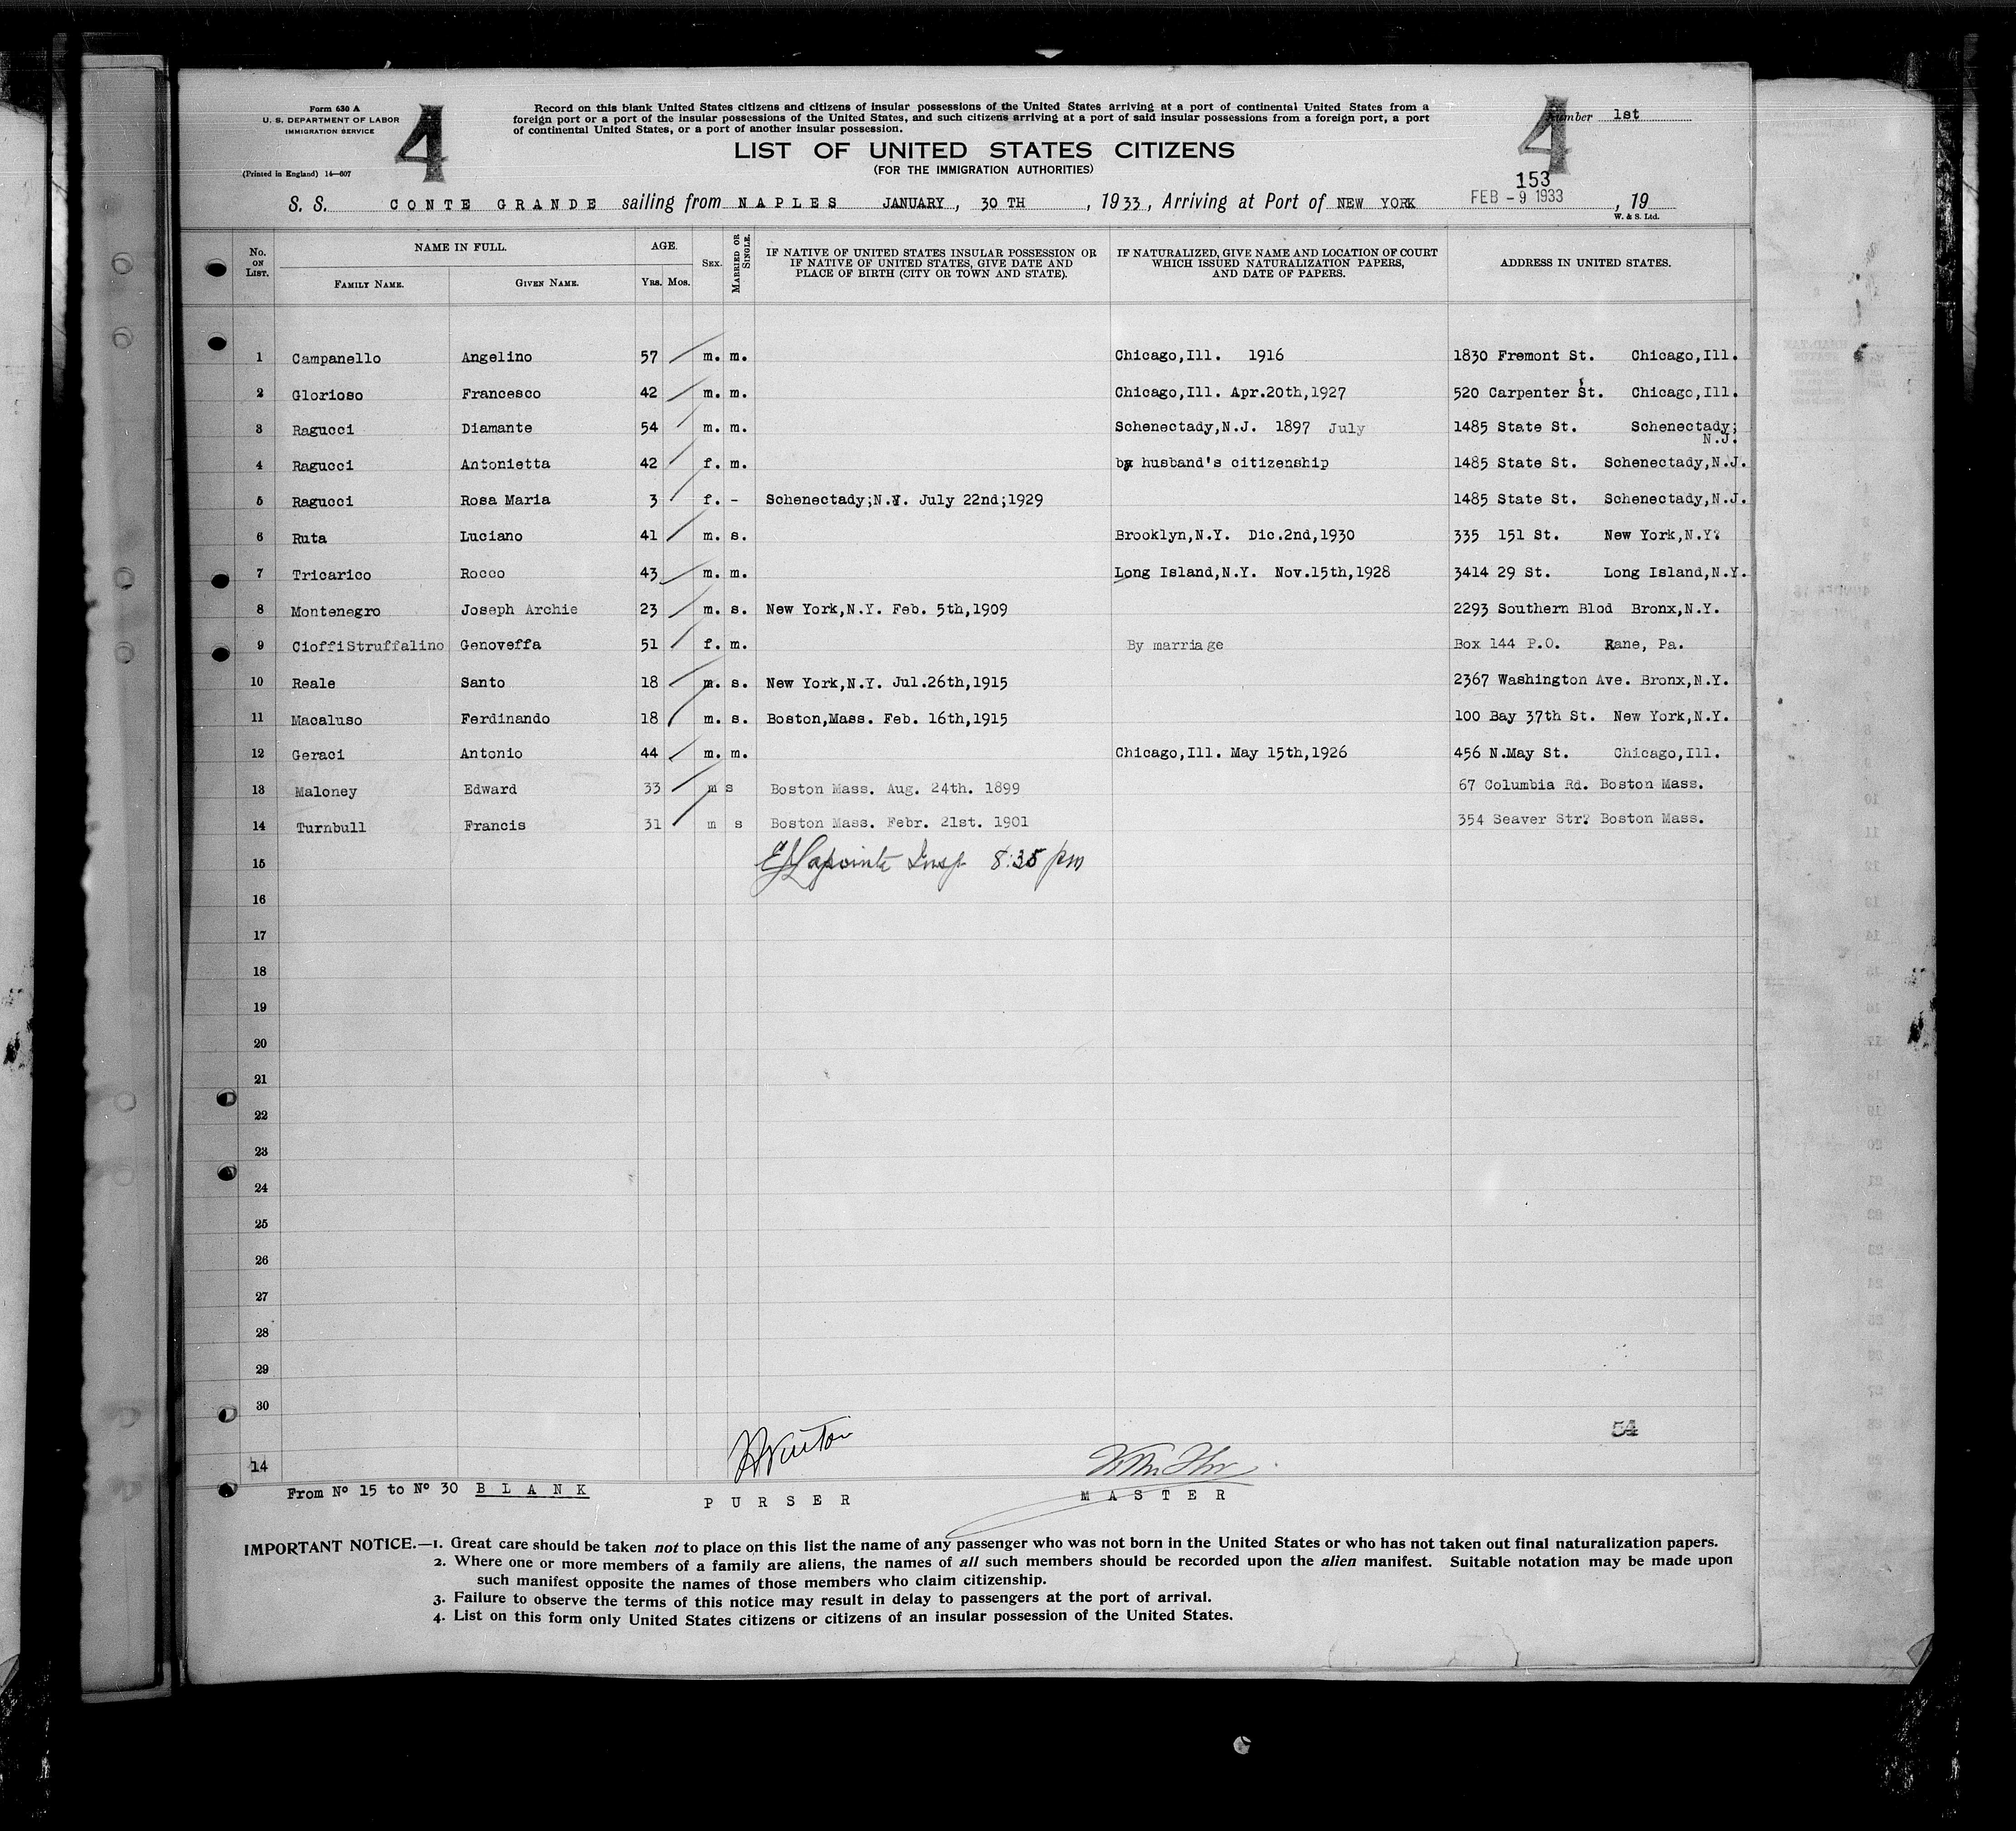 Form 630 A
U. S. DEPARTMENT OF LABOR
IMMIGRATION SERVICE
(Printed in England) 14—607
4
Record on this blank United States citizens and citizens of insular possessions of the United States arriving at a port of continental United States from a
foreign port or a port of the insular possessions of the United States, and such citizens arriving at a port of said insular possessions from a foreign port, a port
of continental United States, or a port of another insular possession.
4
Number 1st
LIST OF UNITED STATES CITIZENS
(FOR THE IMMIGRATION AUTHORITIES)
153
S. S. CONTE GRANDE sailing from NAPLES JANUARY, 30 TH, 1933, Arriving at Port of NEW YORK FEB - 9 1933, 19
W. & S. Ltd.
No. ON LIST. NAME IN FULL. FAMILY NAME. GIVEN NAME. AGE. YRS. MOS. SEX. MARRIED OR SINGLE. IF NATIVE OF UNITED STATES INSULAR POSSESSION OR IF NATIVE OF UNITED STATES, GIVE DATE AND PLACE OF BIRTH (CITY OR TOWN AND STATE). IF NATURALIZED, GIVE NAME AND LOCATION OF COURT WHICH ISSUED NATURALIZATION PAPERS, AND DATE OF PAPERS. ADDRESS IN UNITED STATES.
1 Campanello Angelino 57 m. m. Chicago,Ill. 1916 1830 Fremont St. Chicago,Ill.
2 Glorioso Francesco 42 m. m. Chicago,Ill. Apr.20th,1927 520 Carpenter St. Chicago,Ill.
3 Ragucci Diamante 54 m. m. Schenectady,N.J. 1897 July 1485 State St. Schenectady;
N.J.
4 Ragucci Antonietta 42 f. m. by husband's citizenship 1485 State St. Schenectady,N.J.
5 Ragucci Rosa Maria 3 f. - Schenectady;N.Y. July 22nd;1929 1485 State St. Schenectady,N.J.
6 Ruta Luciano 41 m. s. Brooklyn,N.Y. Dic.2nd,1930 335 151 St. New York,N.Y?
7 Tricarico Rocco 43 m. m. Long Island,N.Y. Nov.15th,1928 3414 29 St. Long Island,N.Y.
8 Montenegro Joseph Archie 23 m. s. New York,N.Y. Feb. 5th,1909 2293 Southern Blod Bronx,N.Y.
9 CioffiStruffalino Genoveffa 51 f. m. By marriage Box 144 P.O. Kane, Pa.
10 Reale Santo 18 m. s. New York,N.Y. Jul.26th,1915 2367 Washington Ave. Bronx,N.Y.
11 Macaluso Ferdinando 18 m. s. Boston,Mass. Feb. 16th,1915 100 Bay 37th St. New York,N.Y.
12 Geraci Antonio 44 m. m. Chicago,Ill. May 15th,1926 456 N.May St. Chicago,Ill.
13 Maloney Edward 33 m s Boston Mass. Aug. 24th. 1899 67 Columbia Rd. Boston Mass.
14 Turnbull Francis 31 m s Boston Mass. Febr. 21st. 1901 354 Seaver Str? Boston Mass.
15 EJ Lapointe Insp 8:35 pm
16
17
18
19
20
21
22
23
24
25
26
27
28
29
30
54
14
From Nº 15 to Nº 30 BLANK
PURSER
MASTER
IMPORTANT NOTICE.—1. Great care should be taken not to place on this list the name of any passenger who was not born in the United States or who has not taken out final naturalization papers.
2. Where one or more members of a family are aliens, the names of all such members should be recorded upon the alien manifest. Suitable notation may be made upon
such manifest opposite the names of those members who claim citizenship.
3. Failure to observe the terms of this notice may result in delay to passengers at the port of arrival.
4. List on this form only United States citizens or citizens of an insular possession of the United States.